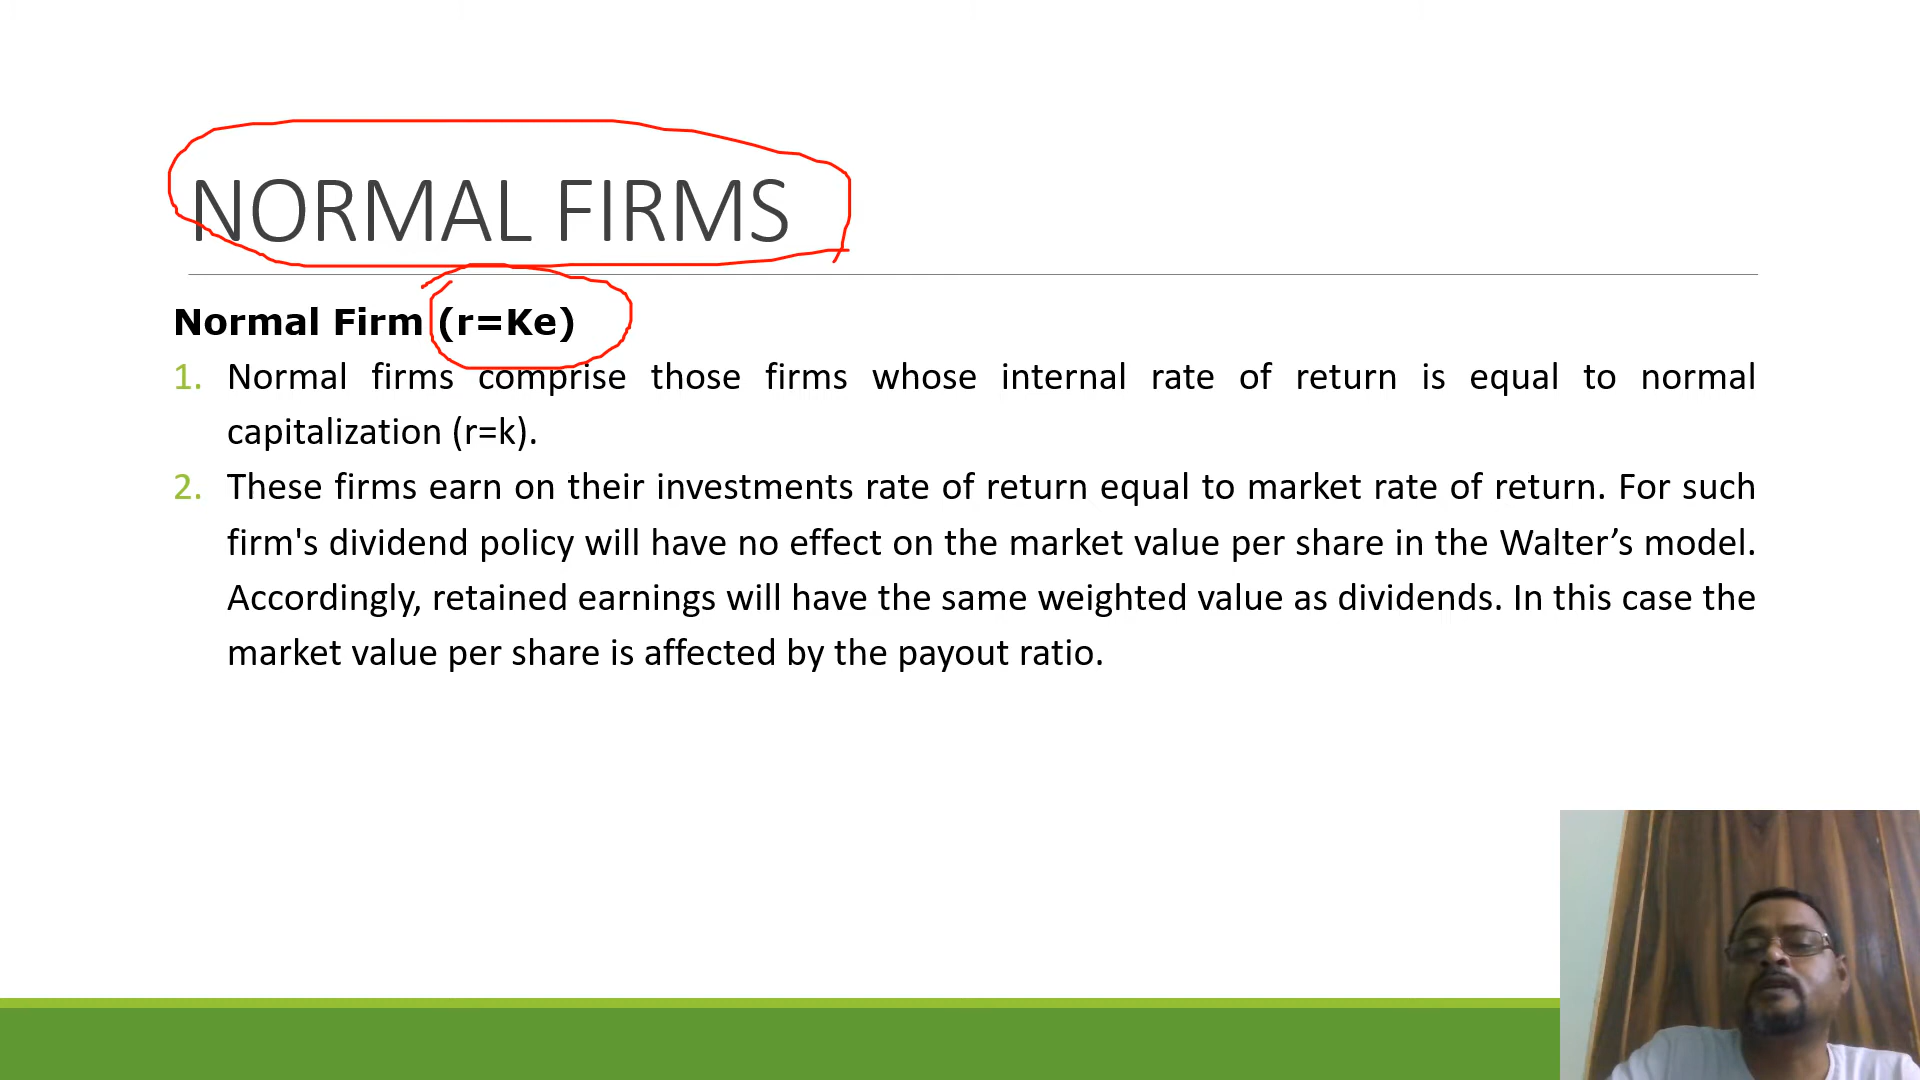 NORMAL FIRMS
Normal Firm (r=Ke)
1. Normal firms comprise those firms whose internal rate of return is equal to normal
capitalization (r=k).
2. These firms earn on their investments rate of return equal to market rate of return. For such
firm's dividend policy will have no effect on the market value per share in the Walter’s model.
Accordingly, retained earnings will have the same weighted value as dividends. In this case the
market value per share is affected by the payout ratio.